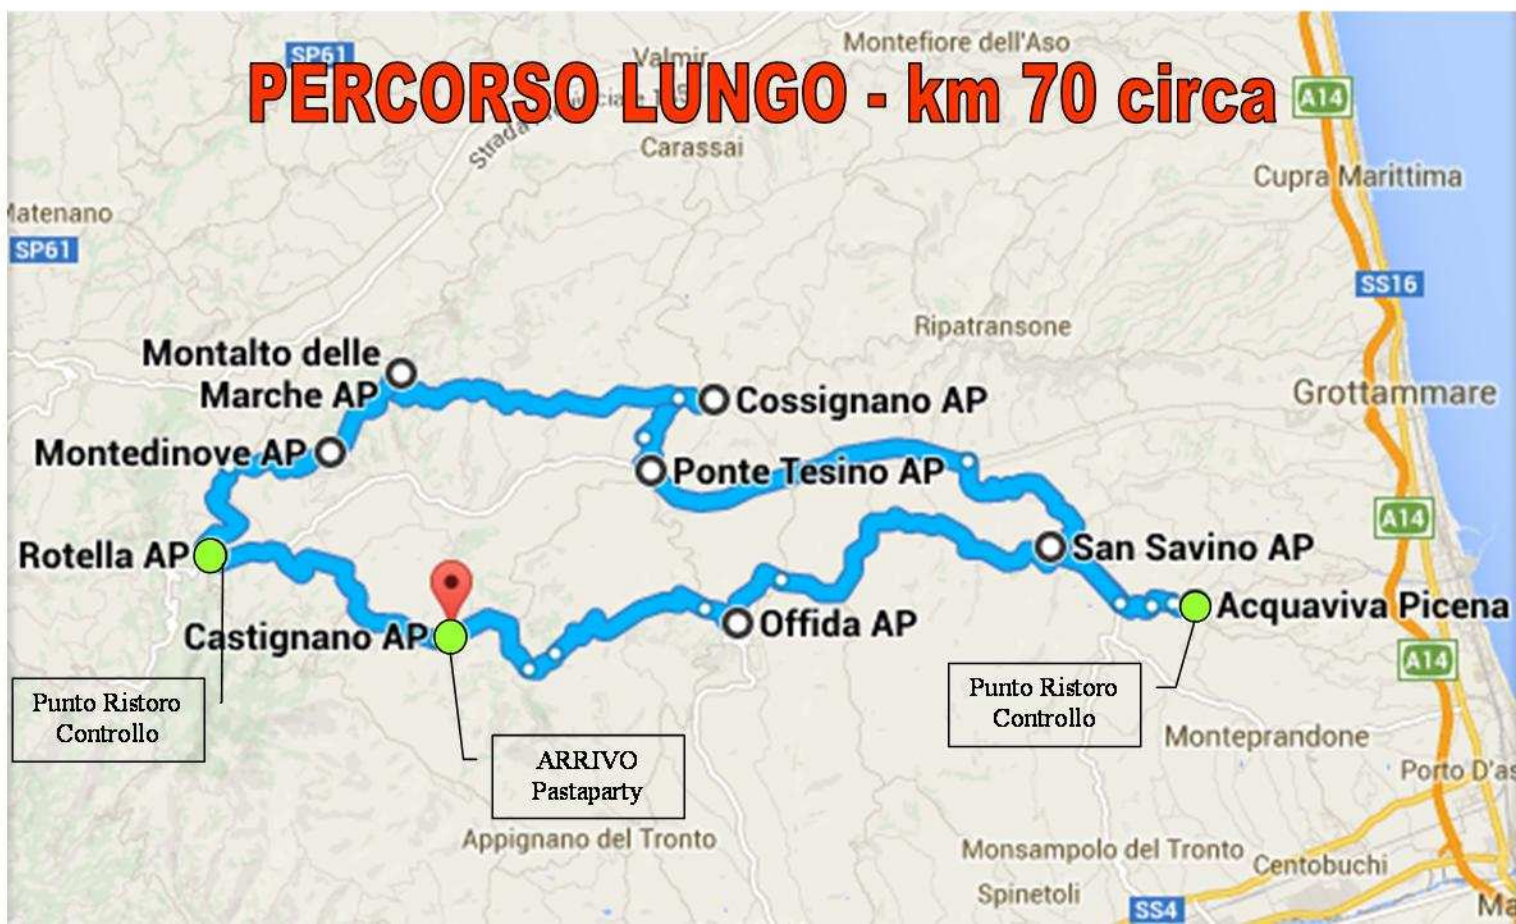 SP61
Valmir
Montefiore dell'Aso
PERCORSO LUNGO - km 70 circa
A14
Carassai
Cupra Marittima
Matenano
SP61
SS16
Ripatransone
Montalto delle
Marche AP
Cossignano AP
Grottammare
Montedinove AP
Ponte Tesino AP
A14
Rotella AP
San Savino AP
Castignano AP
Offida AP
Acquaviva Picena
A14
Punto Ristoro
Controllo
Punto Ristoro
Controllo
ARRIVO
Pastaparty
Monteprandone
Porto D'as
Appignano del Tronto
Monsampolo del Tronto
Centobuchi
Spinetoli
SS4
Ma